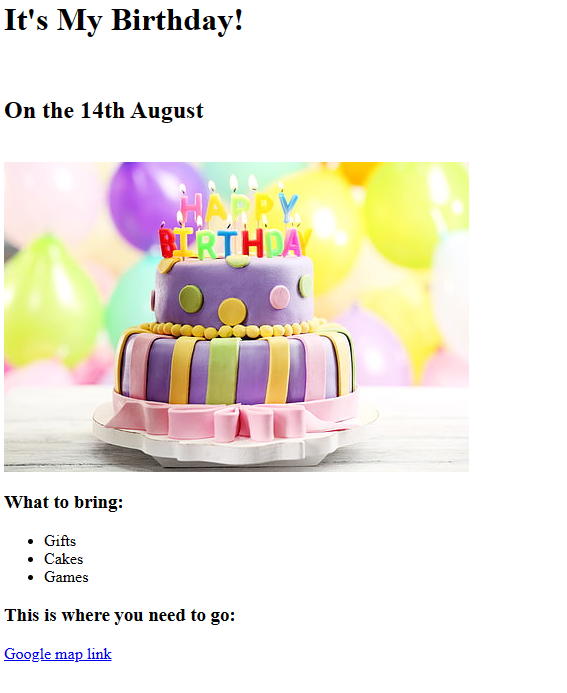 It's My Birthday!
On the 14th August
HAPPY
BIRTHDAY
What to bring:
Gifts
Cakes
Games
This is where you need to go:
Google map link